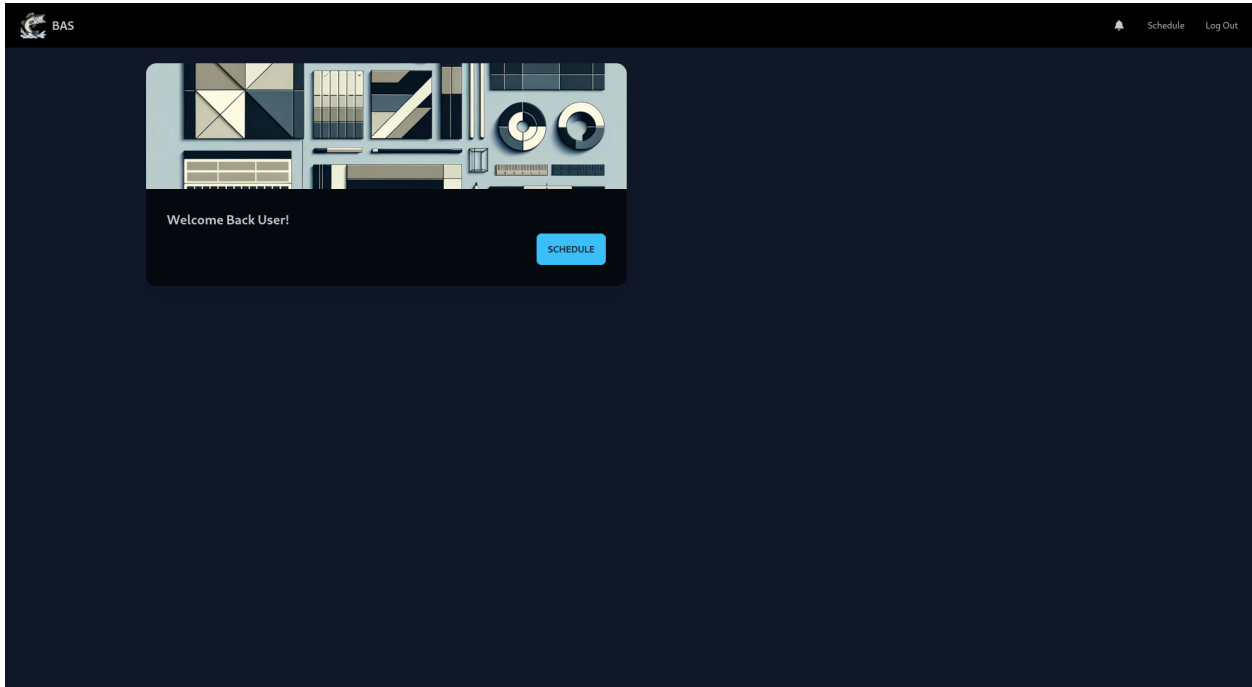 BAS
Schedule
Log Out
Welcome Back User!
SCHEDULE